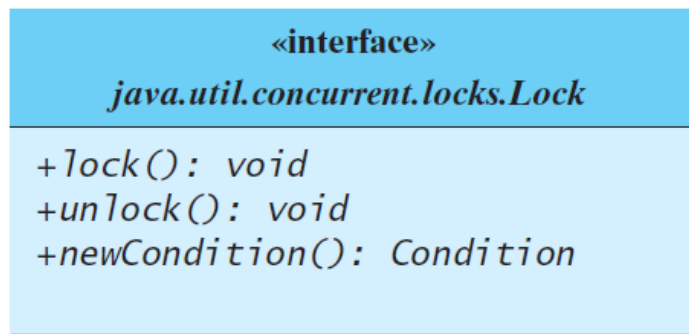 «interface»
java.util.concurrent.locks.Lock
+lock(): void
+unlock(): void
+newCondition(): Condition